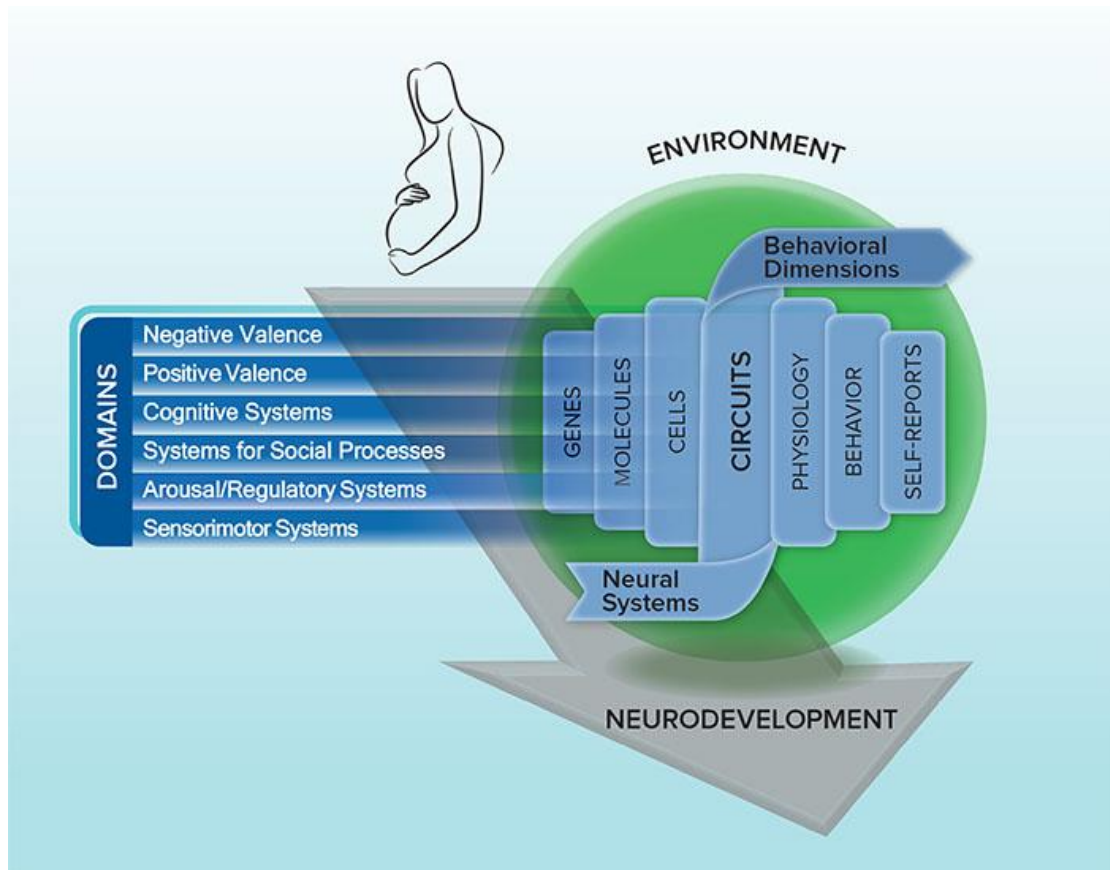 ENVIRONMENT
Behavioral
Dimensions
DOMAINS
Negative Valence
Positive Valence
Cognitive Systems
Systems for Social Processes
Arousal/Regulatory Systems
Sensorimotor Systems
GENES
MOLECULES
CELLS
CIRCUITS
PHYSIOLOGY
BEHAVIOR
SELF-REPORTS
Neural
Systems
NEURODEVELOPMENT